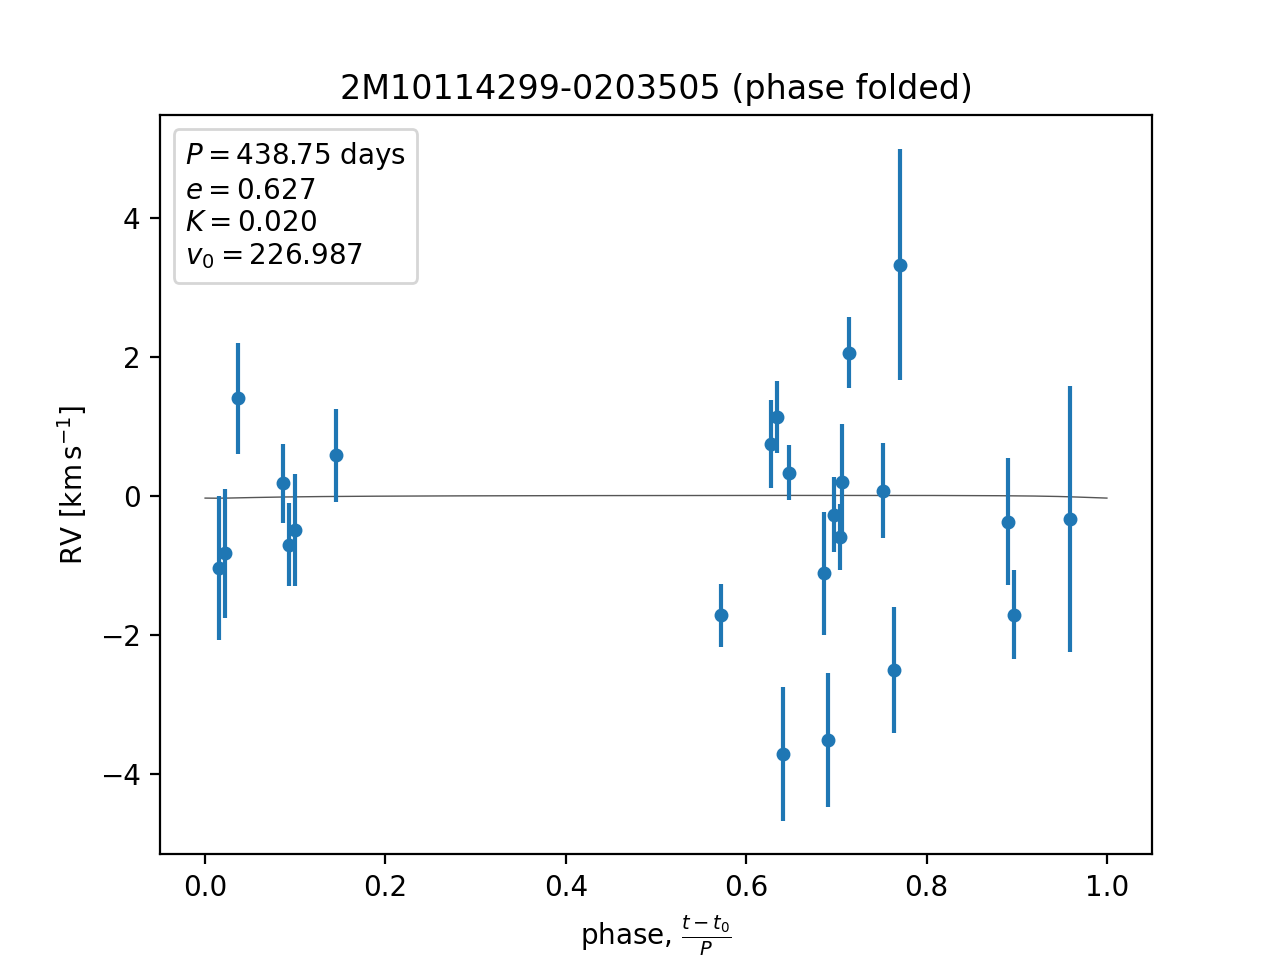 2M10114299-0203505 (phase folded)
P = 438.75 days
e = 0.627
K = 0.020
v₀ = 226.987
4
2
0
−2
−4
RV [km s⁻¹]
0.0 0.2 0.4 0.6 0.8 1.0
phase, (t − t₀)/P